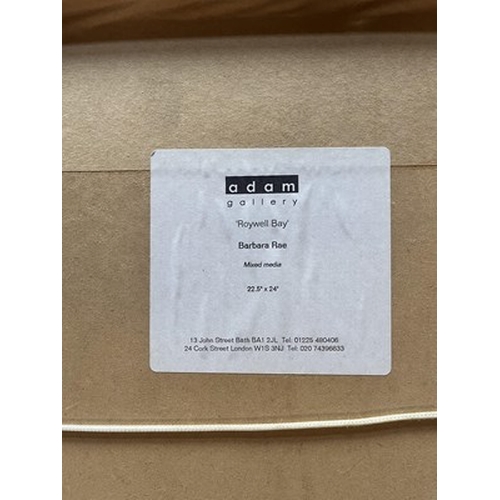 adam
gallery
'Roywell Bay'
Barbara Rae
Mixed media
22.5" x 24"
13 John Street Bath BA1 2JL Tel: 01225 480406
24 Cork Street London W1S 3NJ Tel: 020 74396633